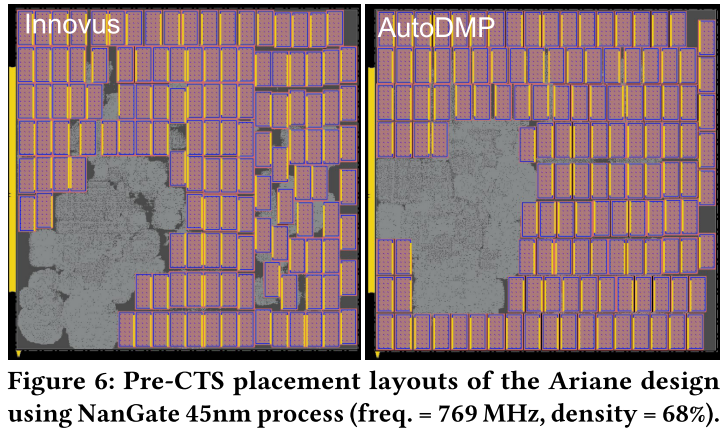 Innovus
AutoDMP
Figure 6: Pre-CTS placement layouts of the Ariane design
using NanGate 45nm process (freq. = 769 MHz, density = 68%).